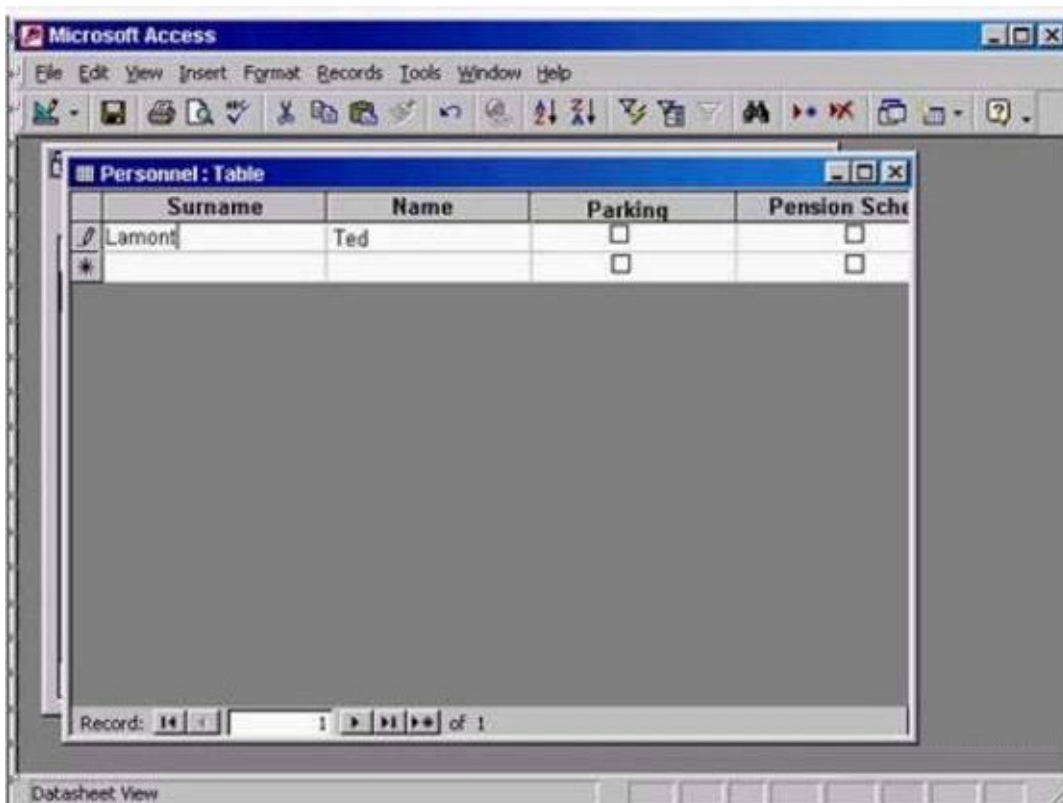 Microsoft Access
File Edit View Insert Format Records Tools Window Help
Personnel : Table
Surname Name Parking Pension Sche
Lamont Ted
Record: 1 of 1
Datasheet View